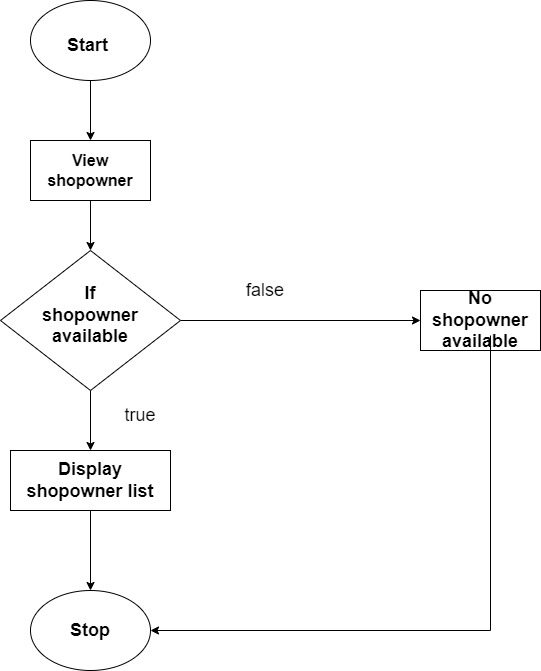 Start
View
shopowner
If
shopowner
available
false
No
shopowner
available
true
Display
shopowner list
Stop